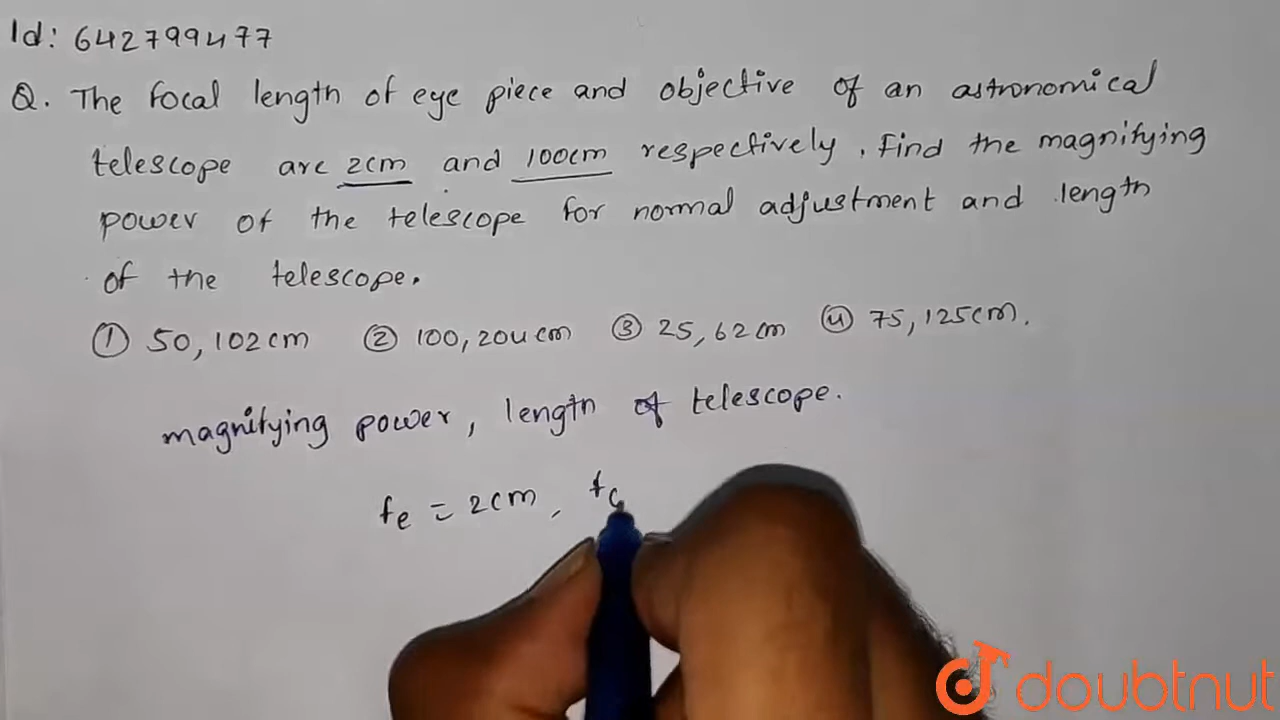 Id: 642799477
Q. The focal length of eye piece and objective of an astronomical
telescope are 2cm and 100cm respectively. Find the magnifying
power of the telescope for normal adjustment and length
of the telescope.
① 50,102cm ② 100,204cm ③ 25,62cm ④ 75,125cm.
magnifying power, length of telescope.
fe = 2cm, fo
doubtnut